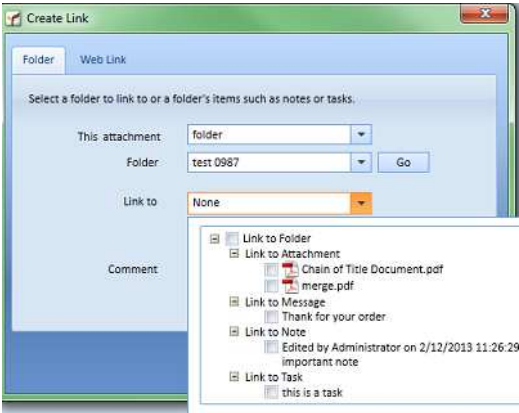 Create Link
Folder Web Link
Select a folder to link to or a folder's items such as notes or tasks.
This attachment folder
Folder test 0987 Go
Link to None
Link to Folder
Link to Attachment
Comment Chain of Title Document.pdf
merge.pdf
Link to Message
Thank for your order
Link to Note
Edited by Administrator on 2/12/2013 11:26:29
important note
Link to Task
this is a task